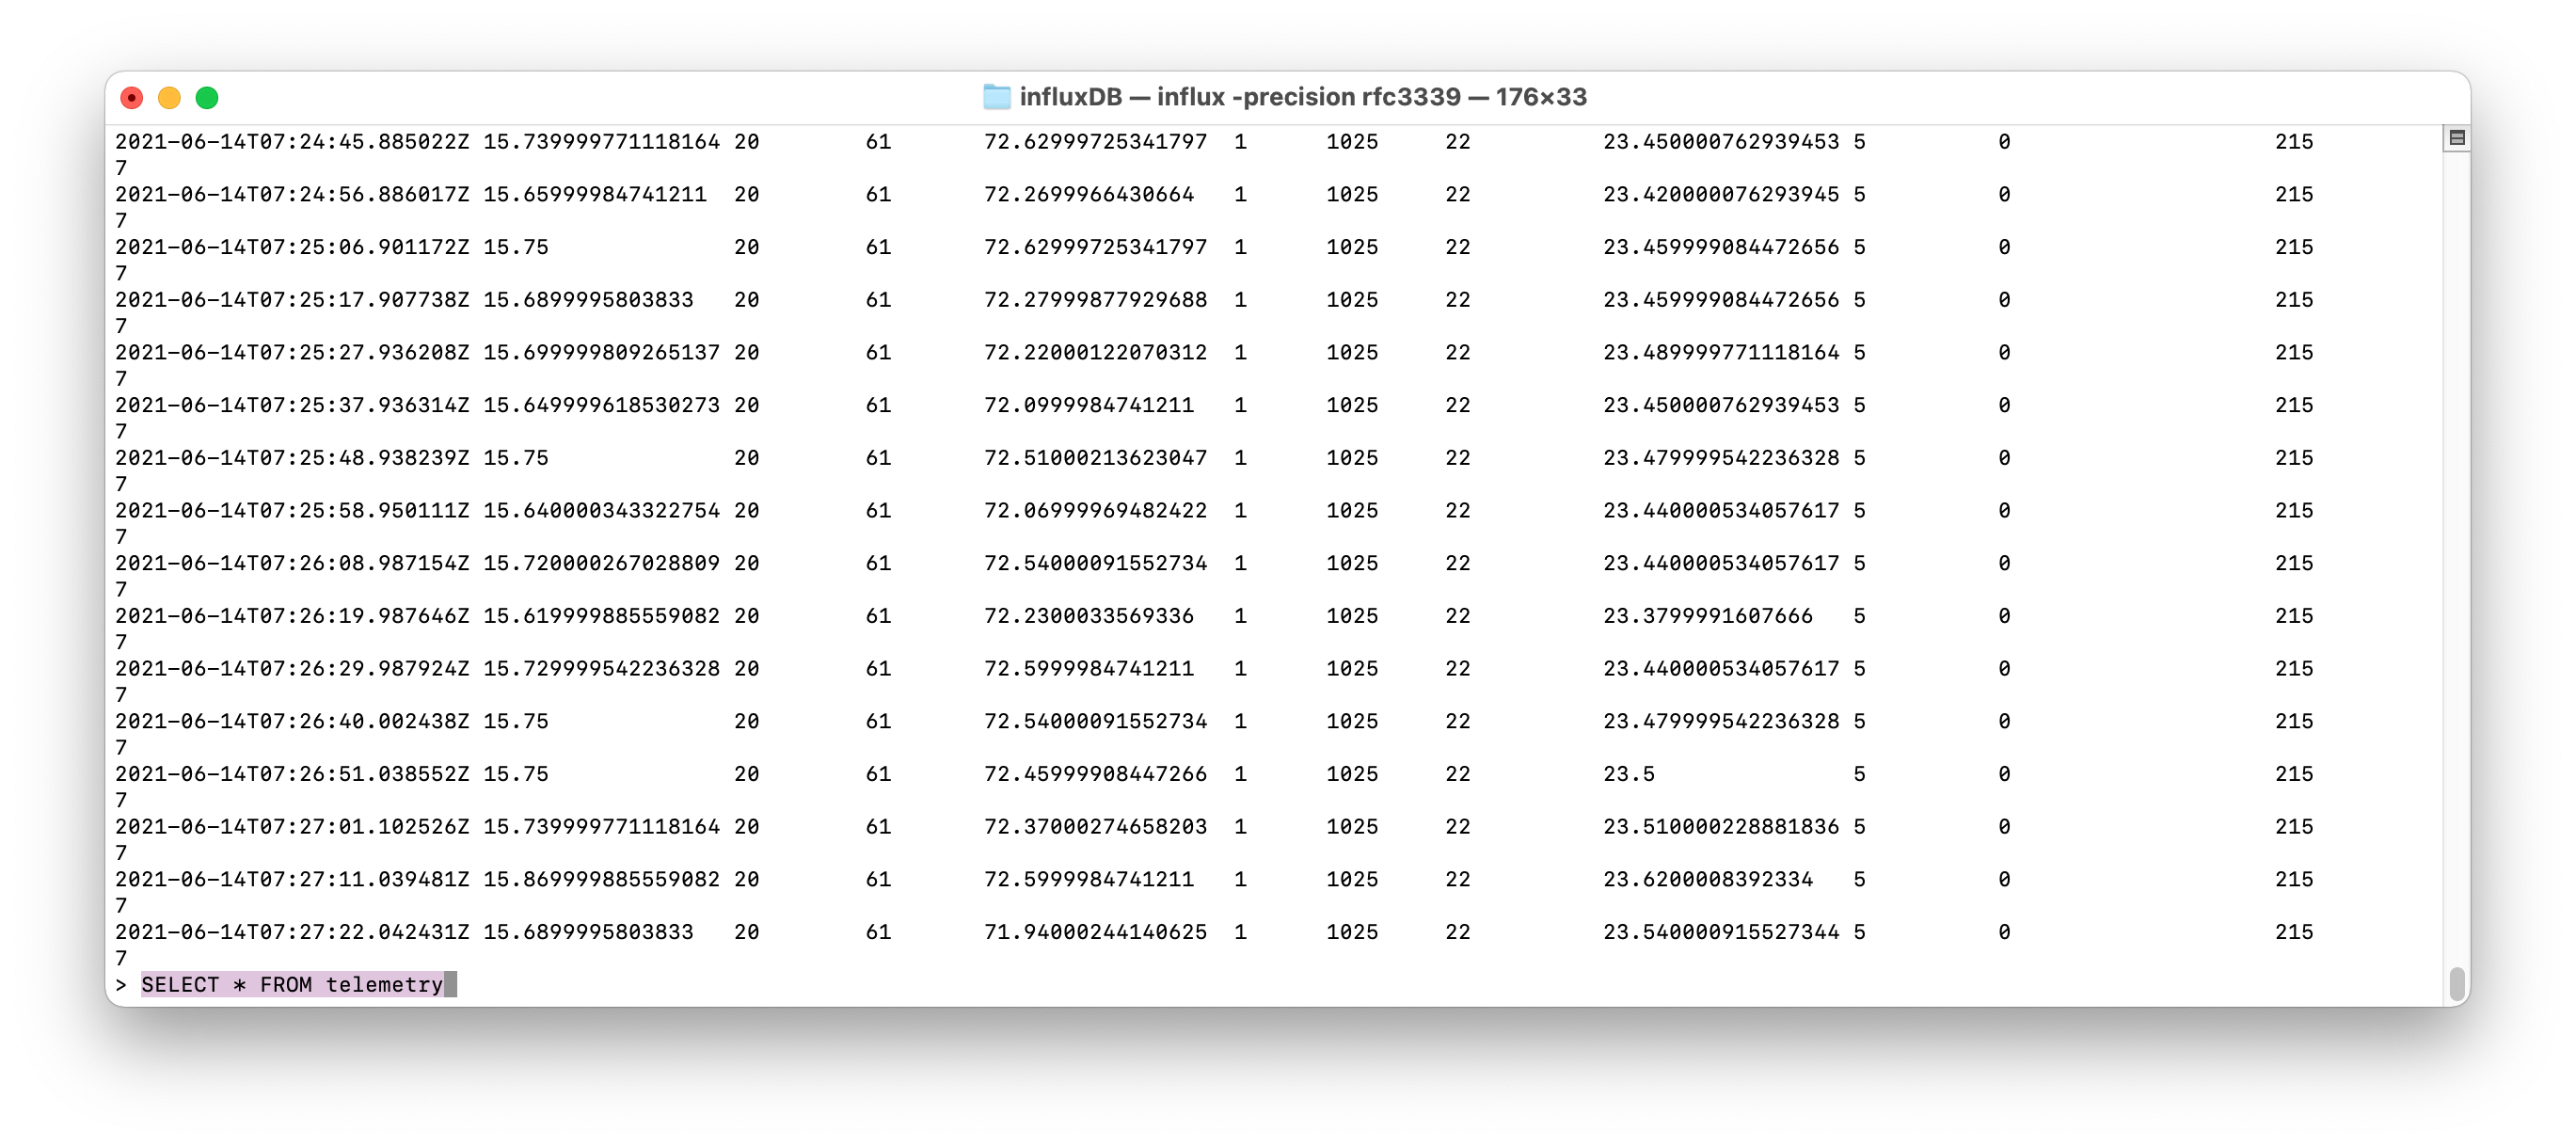 influxDB — influx -precision rfc3339 — 176×33
2021-06-14T07:24:45.885022Z 15.739999771118164 20 61 72.62999725341797 1 1025 22 23.450000762939453 5 0 215
7
2021-06-14T07:24:56.886017Z 15.65999984741211 20 61 72.2699966430664 1 1025 22 23.420000076293945 5 0 215
7
2021-06-14T07:25:06.901172Z 15.75 20 61 72.62999725341797 1 1025 22 23.459999084472656 5 0 215
7
2021-06-14T07:25:17.907738Z 15.6899995803833 20 61 72.27999877929688 1 1025 22 23.459999084472656 5 0 215
7
2021-06-14T07:25:27.936208Z 15.699999809265137 20 61 72.22000122070312 1 1025 22 23.489999771118164 5 0 215
7
2021-06-14T07:25:37.936314Z 15.649999618530273 20 61 72.0999984741211 1 1025 22 23.450000762939453 5 0 215
7
2021-06-14T07:25:48.938239Z 15.75 20 61 72.51000213623047 1 1025 22 23.479999542236328 5 0 215
7
2021-06-14T07:25:58.950111Z 15.640000343322754 20 61 72.06999969482422 1 1025 22 23.440000534057617 5 0 215
7
2021-06-14T07:26:08.987154Z 15.720000267028809 20 61 72.54000091552734 1 1025 22 23.440000534057617 5 0 215
7
2021-06-14T07:26:19.987646Z 15.619999885559082 20 61 72.2300033569336 1 1025 22 23.3799991607666 5 0 215
7
2021-06-14T07:26:29.987924Z 15.729999542236328 20 61 72.5999984741211 1 1025 22 23.440000534057617 5 0 215
7
2021-06-14T07:26:40.002438Z 15.75 20 61 72.54000091552734 1 1025 22 23.479999542236328 5 0 215
7
2021-06-14T07:26:51.038552Z 15.75 20 61 72.45999908447266 1 1025 22 23.5 5 0 215
7
2021-06-14T07:27:01.102526Z 15.739999771118164 20 61 72.37000274658203 1 1025 22 23.510000228881836 5 0 215
7
2021-06-14T07:27:11.039481Z 15.869999885559082 20 61 72.5999984741211 1 1025 22 23.6200008392334 5 0 215
7
2021-06-14T07:27:22.042431Z 15.6899995803833 20 61 71.94000244140625 1 1025 22 23.540000915527344 5 0 215
7
> SELECT * FROM telemetry